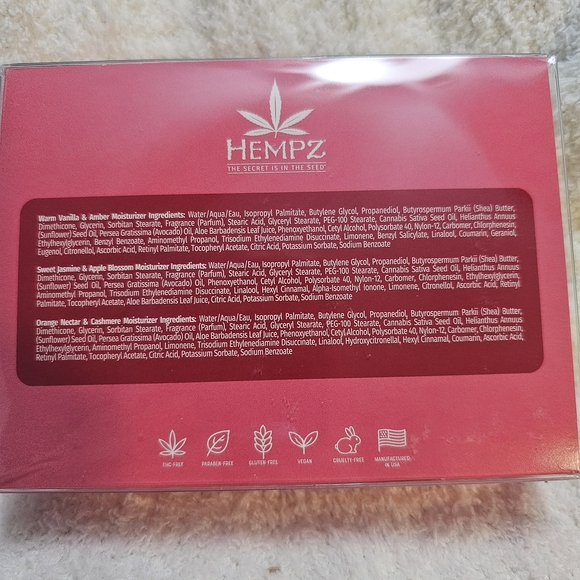 HEMPZ
THE SECRET IS IN THE SEED
Warm Vanilla & Amber Moisturizer Ingredients: Water/Aqua/Eau, Isopropyl Palmitate, Butylene Glycol, Propanediol, Butyrospermum Parkii (Shea) Butter,
Dimethicone, Glycerin, Sorbitan Stearate, Fragrance (Parfum), Stearic Acid, Glyceryl Stearate, PEG-100 Stearate, Cannabis Sativa Seed Oil, Helianthus Annuus
(Sunflower) Seed Oil, Persea Gratissima (Avocado) Oil, Aloe Barbadensis Leaf Juice, Phenoxyethanol, Cetyl Alcohol, Polysorbate 40, Nylon-12, Carbomer, Chlorphenesin,
Ethylhexylglycerin, Benzyl Benzoate, Aminomethyl Propanol, Trisodium Ethylenediamine Disuccinate, Limonene, Benzyl Salicylate, Linalool, Coumarin, Geraniol,
Eugenol, Citronellol, Ascorbic Acid, Retinyl Palmitate, Tocopheryl Acetate, Citric Acid, Potassium Sorbate, Sodium Benzoate
Sweet Jasmine & Apple Blossom Moisturizer Ingredients: Water/Aqua/Eau, Isopropyl Palmitate, Butylene Glycol, Propanediol, Butyrospermum Parkii (Shea) Butter,
Dimethicone, Glycerin, Sorbitan Stearate, Fragrance (Parfum), Stearic Acid, Glyceryl Stearate, PEG-100 Stearate, Cannabis Sativa Seed Oil, Helianthus Annuus
(Sunflower) Seed Oil, Persea Gratissima (Avocado) Oil, Phenoxyethanol, Cetyl Alcohol, Polysorbate 40, Nylon-12, Carbomer, Chlorphenesin, Ethylhexylglycerin,
Aminomethyl Propanol, Trisodium Ethylenediamine Disuccinate, Linalool, Hexyl Cinnamal, Alpha-Isomethyl Ionone, Limonene, Citronellol, Ascorbic Acid, Retinyl
Palmitate, Tocopheryl Acetate, Aloe Barbadensis Leaf Juice, Citric Acid, Potassium Sorbate, Sodium Benzoate
Orange Nectar & Cashmere Moisturizer Ingredients: Water/Aqua/Eau, Isopropyl Palmitate, Butylene Glycol, Propanediol, Butyrospermum Parkii (Shea) Butter,
Dimethicone, Glycerin, Sorbitan Stearate, Fragrance (Parfum), Stearic Acid, Glyceryl Stearate, PEG-100 Stearate, Cannabis Sativa Seed Oil, Helianthus Annuus
(Sunflower) Seed Oil, Persea Gratissima (Avocado) Oil, Aloe Barbadensis Leaf Juice, Phenoxyethanol, Cetyl Alcohol, Polysorbate 40, Nylon-12, Carbomer, Chlorphenesin,
Ethylhexylglycerin, Aminomethyl Propanol, Limonene, Trisodium Ethylenediamine Disuccinate, Linalool, Hydroxycitronellal, Hexyl Cinnamal, Coumarin, Ascorbic Acid,
Retinyl Palmitate, Tocopheryl Acetate, Citric Acid, Potassium Sorbate, Sodium Benzoate
THC-FREE
PARABEN-FREE
GLUTEN FREE
VEGAN
CRUELTY-FREE
MANUFACTURED
IN USA